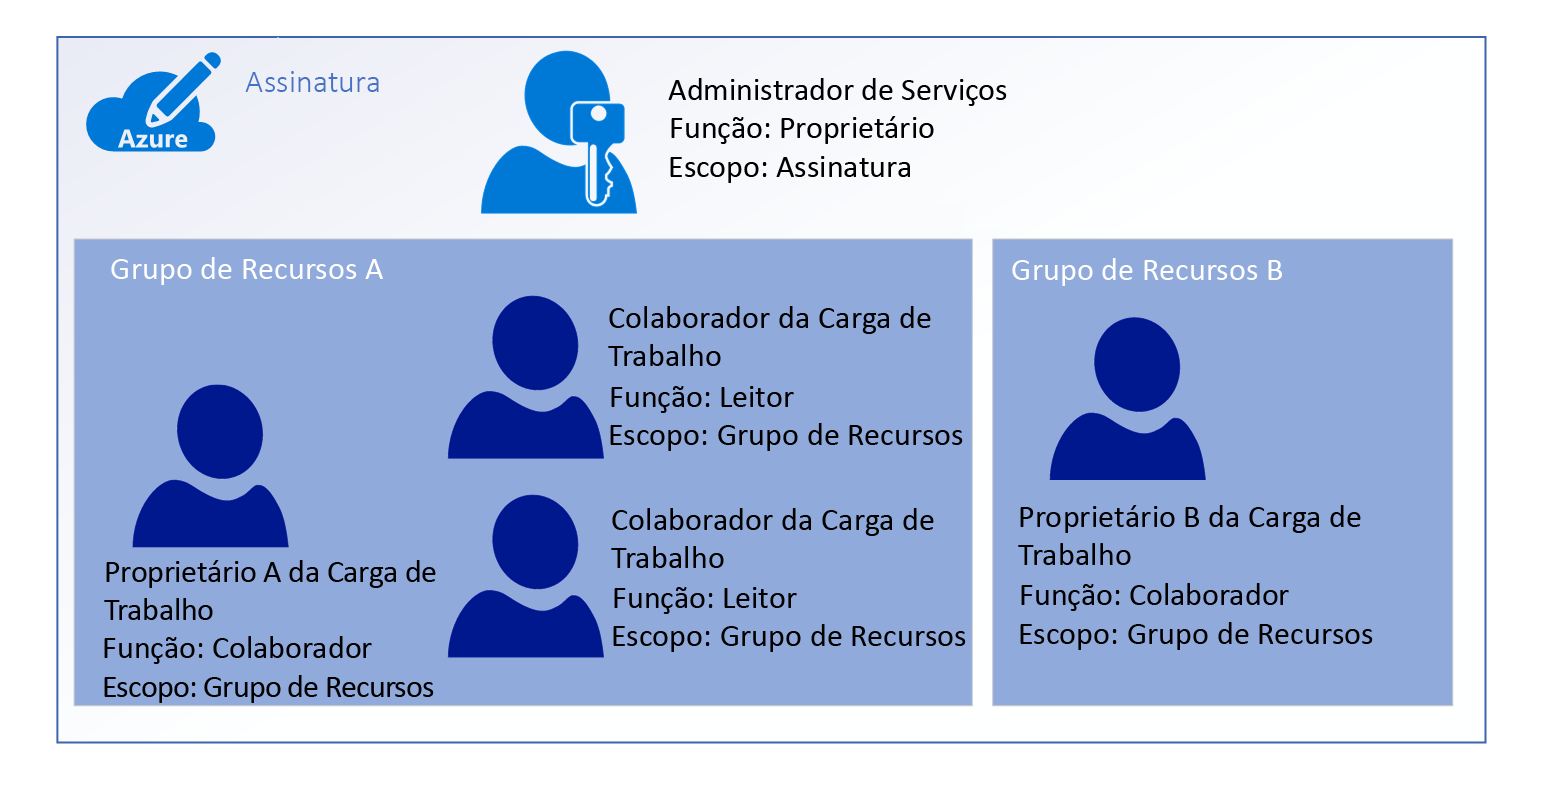 Azure
Assinatura
Administrador de Serviços
Função: Proprietário
Escopo: Assinatura
Grupo de Recursos A
Colaborador da Carga de
Trabalho
Função: Leitor
Escopo: Grupo de Recursos
Colaborador da Carga de
Trabalho
Função: Leitor
Escopo: Grupo de Recursos
Proprietário A da Carga de
Trabalho
Função: Colaborador
Escopo: Grupo de Recursos
Grupo de Recursos B
Proprietário B da Carga de
Trabalho
Função: Colaborador
Escopo: Grupo de Recursos